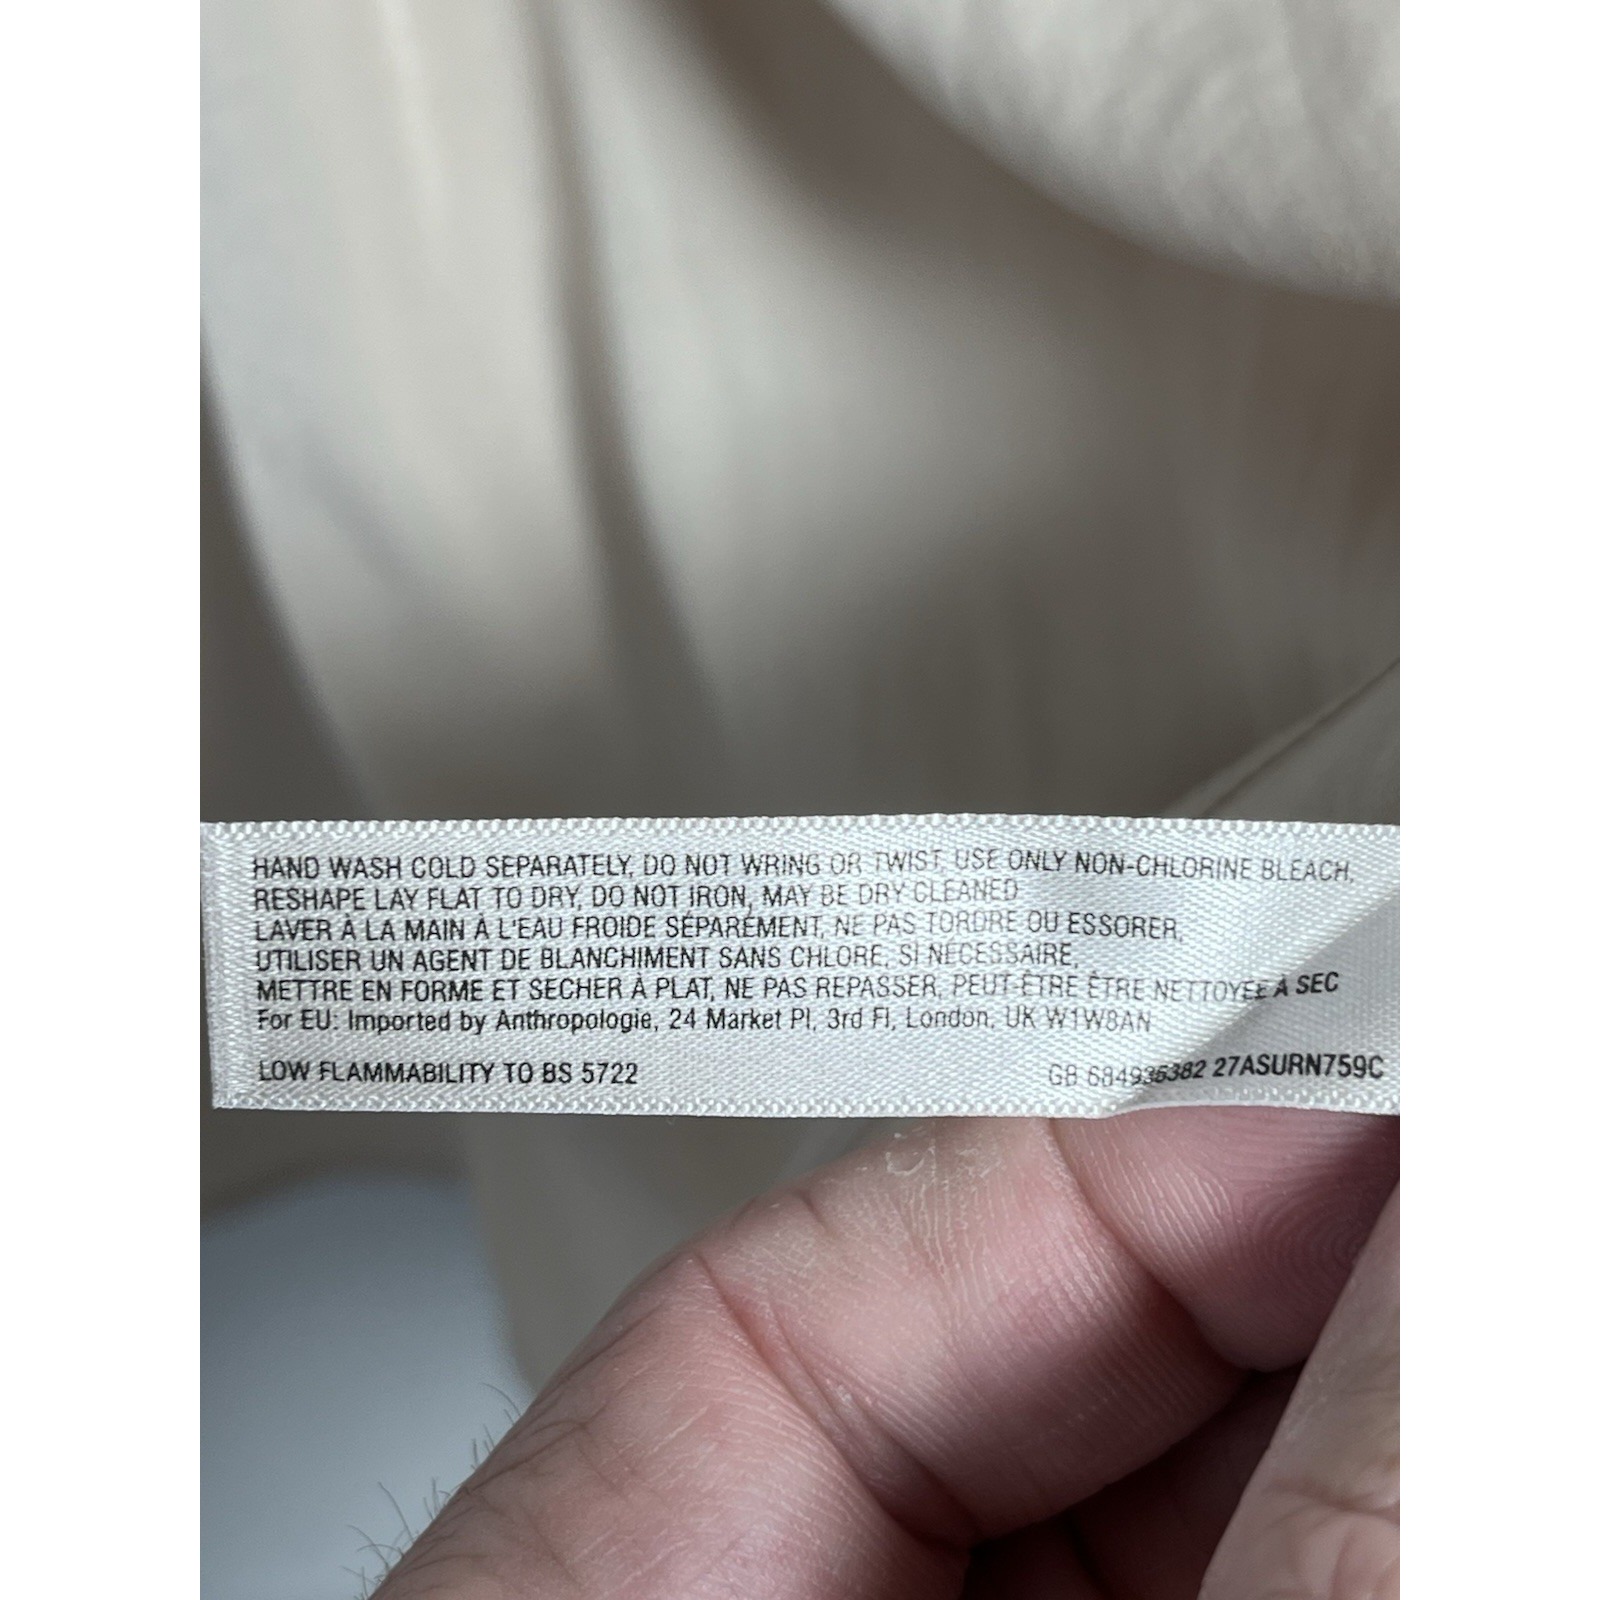 HAND WASH COLD SEPARATELY, DO NOT WRING OR TWIST, USE ONLY NON-CHLORINE BLEACH,
RESHAPE LAY FLAT TO DRY, DO NOT IRON, MAY BE DRY CLEANED
LAVER À LA MAIN À L'EAU FROIDE SÉPARÉMENT, NE PAS TORDRE OU ESSORER,
UTILISER UN AGENT DE BLANCHIMENT SANS CHLORE, SI NÉCESSAIRE
METTRE EN FORME ET SECHER À PLAT, NE PAS REPASSER, PEUT-ÊTRE ÊTRE NETTOYÉE À SEC
For EU: Imported by Anthropologie, 24 Market Pl, 3rd Fl, London, UK W1W8AN
LOW FLAMMABILITY TO BS 5722
GB 684936382 27ASURN759C